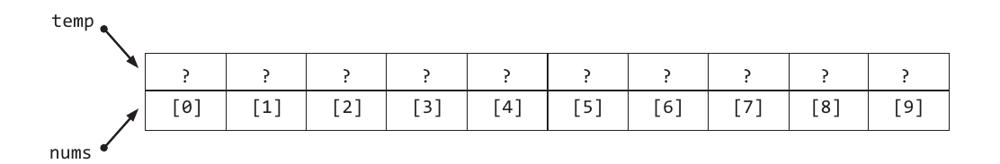 temp
? ? ? ? ? ? ? ? ? ?
[0] [1] [2] [3] [4] [5] [6] [7] [8] [9]
nums